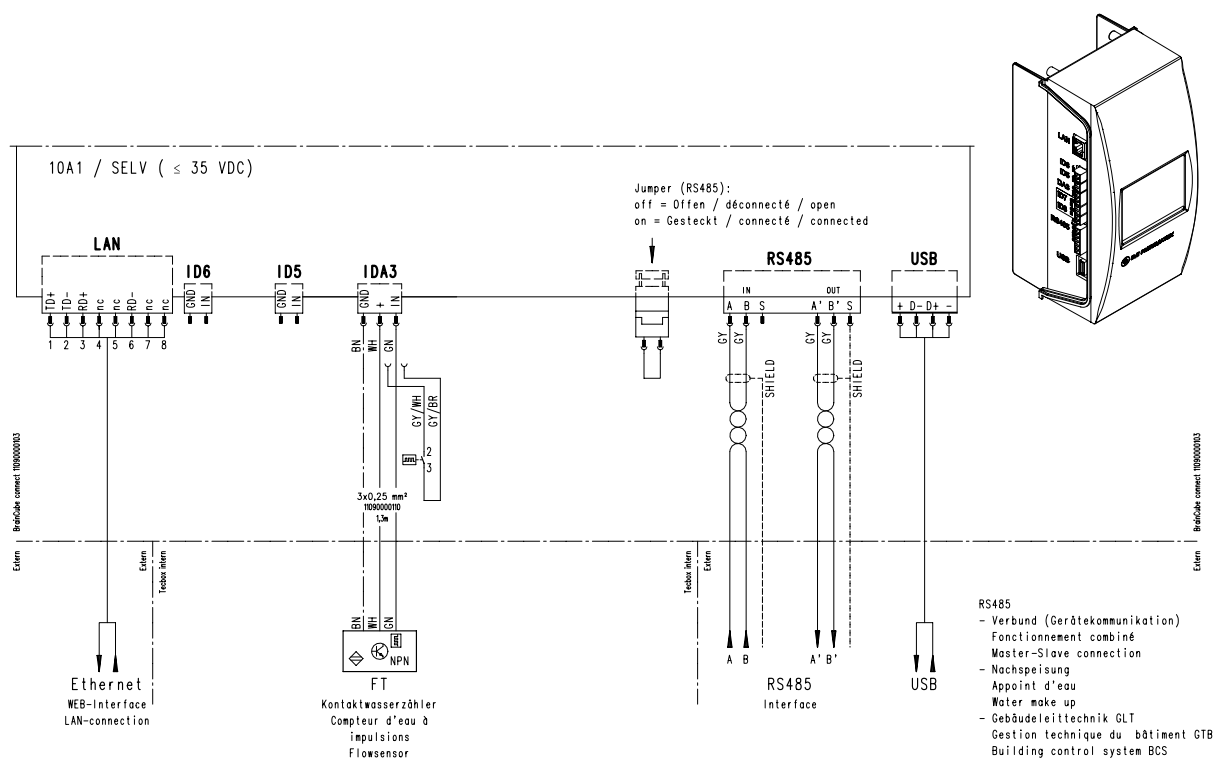 10A1 / SELV ( ≤ 35 VDC)
Jumper (RS485):
off = Offen / déconnecté / open
on = Gesteckt / connecté / connected
LAN
ID6
ID5
IDA3
RS485
USB
TD+ TD- RD+ nc nc RD- nc nc
GND IN
GND IN
GND + IN
IN OUT
A B S A' B' S
+ D- D+ -
1 2 3 4 5 6 7 8
BN WH GN
GY GY GY GY
SHIELD
SHIELD
GY/WH
GY/BR
2
3
3x0,25 mm²
11090000110
1,3m
BrainCube connect 11090000103
BrainCube connect 11090000103
Extern
Extern
Tecbox intern
Tecbox intern
Extern
Extern
BN WH GN
NPN
A B A' B'
Ethernet
WEB-Interface
LAN-connection
FT
Kontaktwasserzähler
Compteur d'eau à
impulsions
Flowsensor
RS485
Interface
USB
RS485
- Verbund (Gerätekommunikation)
Fonctionnement combiné
Master-Slave connection
- Nachspeisung
Appoint d'eau
Water make up
- Gebäudeleittechnik GLT
Gestion technique du bâtiment GTB
Building control system BCS
LAN
RS485
USB